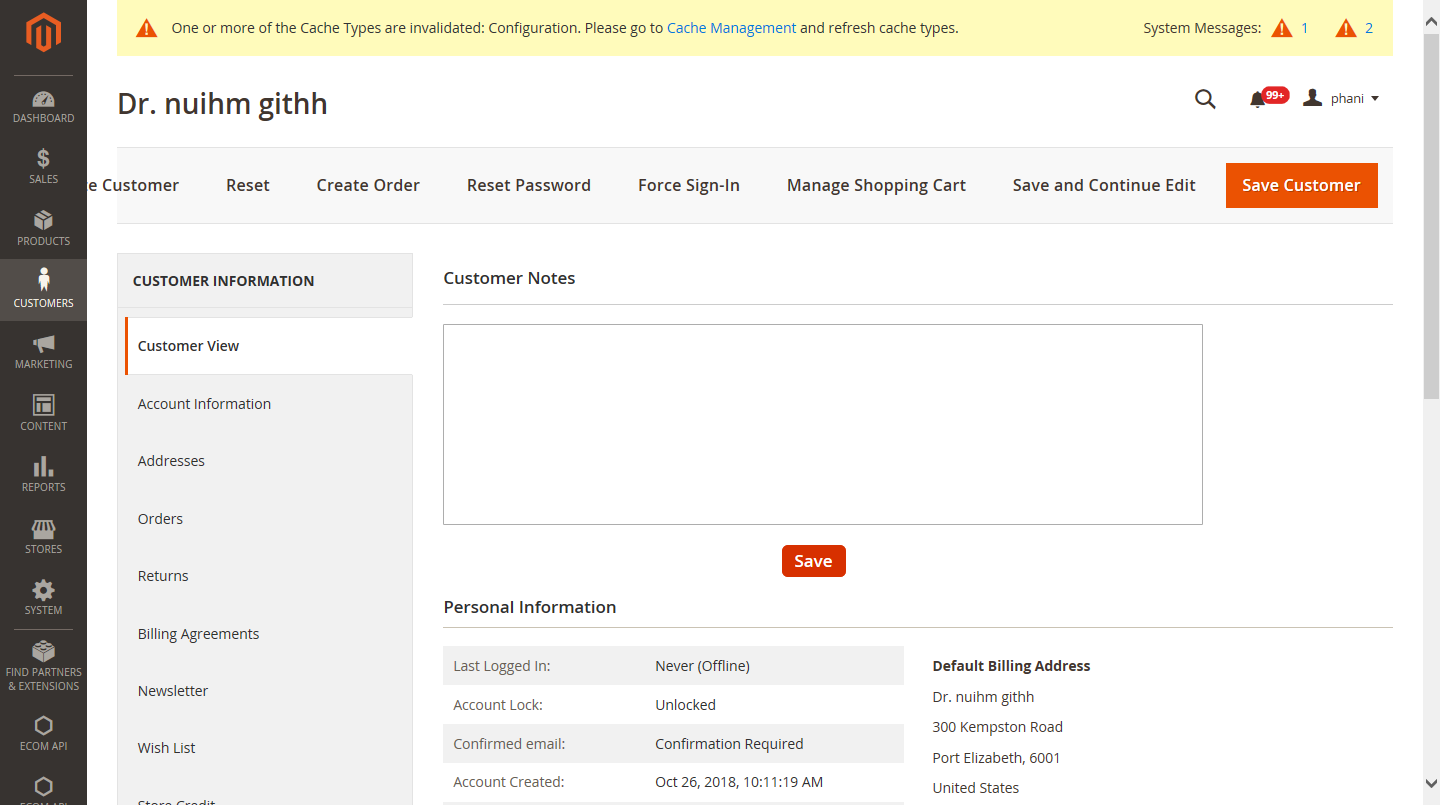 One or more of the Cache Types are invalidated: Configuration. Please go to Cache Management and refresh cache types.
System Messages: 1 2
Dr. nuihm githh
99+
phani
Customer
Reset
Create Order
Reset Password
Force Sign-In
Manage Shopping Cart
Save and Continue Edit
Save Customer
DASHBOARD
SALES
PRODUCTS
CUSTOMERS
MARKETING
CONTENT
REPORTS
STORES
SYSTEM
FIND PARTNERS
& EXTENSIONS
ECOM API
ECOM API
CUSTOMER INFORMATION
Customer View
Account Information
Addresses
Orders
Returns
Billing Agreements
Newsletter
Wish List
Store Credit
Customer Notes
Save
Personal Information
Last Logged In: Never (Offline)
Account Lock: Unlocked
Confirmed email: Confirmation Required
Account Created: Oct 26, 2018, 10:11:19 AM
Default Billing Address
Dr. nuihm githh
300 Kempston Road
Port Elizabeth, 6001
United States